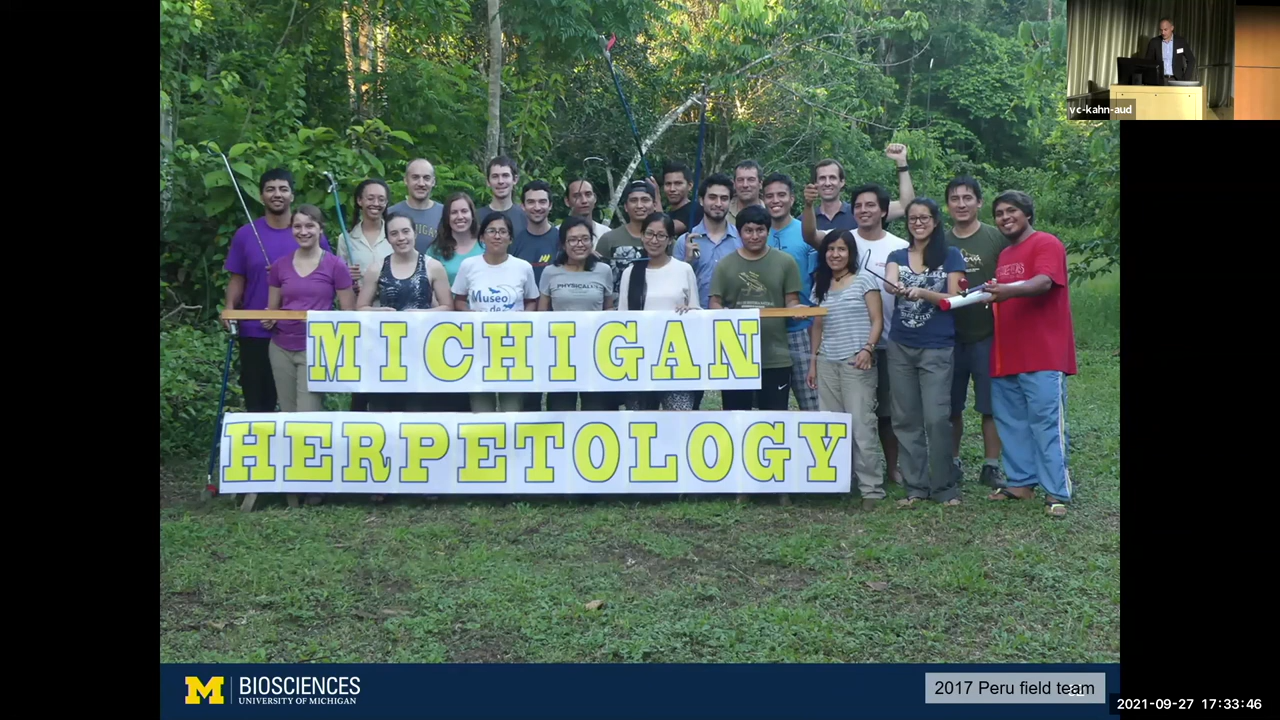 vc-kahn-aud
Museo
de
PHYSICAL
MICHIGAN
HERPETOLOGY
M BIOSCIENCES
UNIVERSITY OF MICHIGAN
2017 Peru field team
2021-09-27 17:33:46